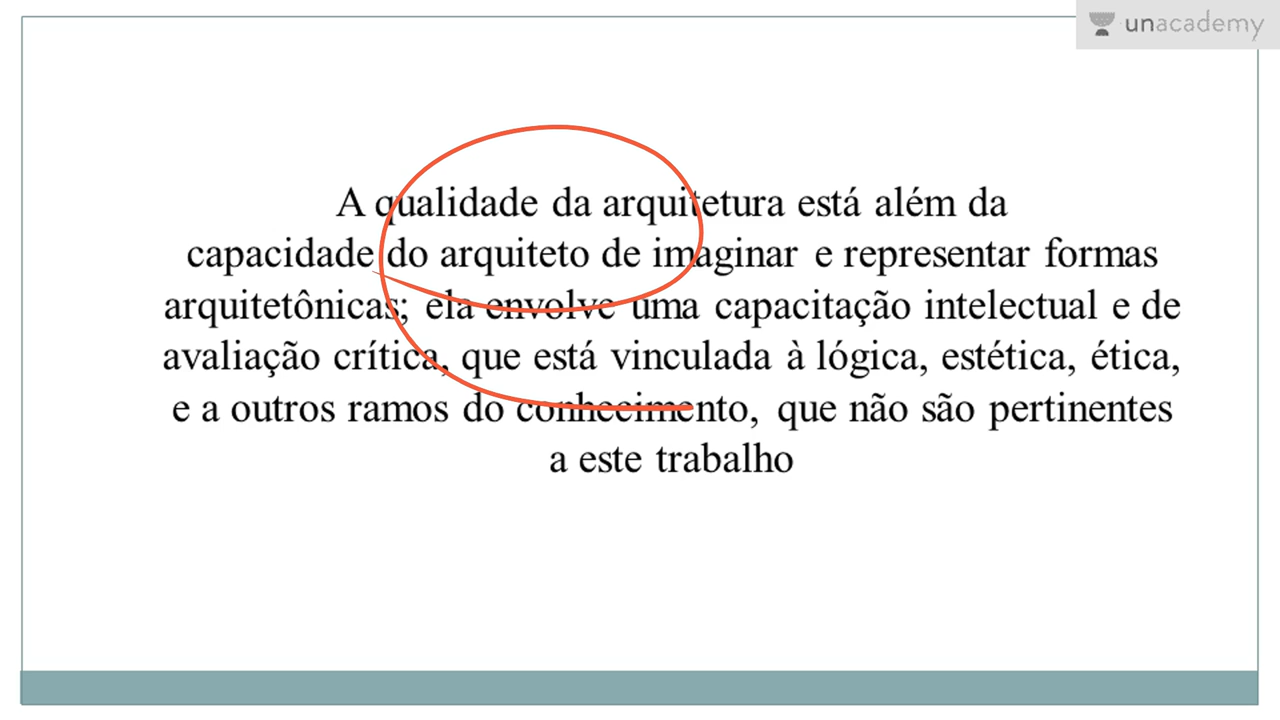 unacademy
A qualidade da arquitetura está além da
capacidade do arquiteto de imaginar e representar formas
arquitetônicas; ela envolve uma capacitação intelectual e de
avaliação crítica, que está vinculada à lógica, estética, ética,
e a outros ramos do conhecimento, que não são pertinentes
a este trabalho